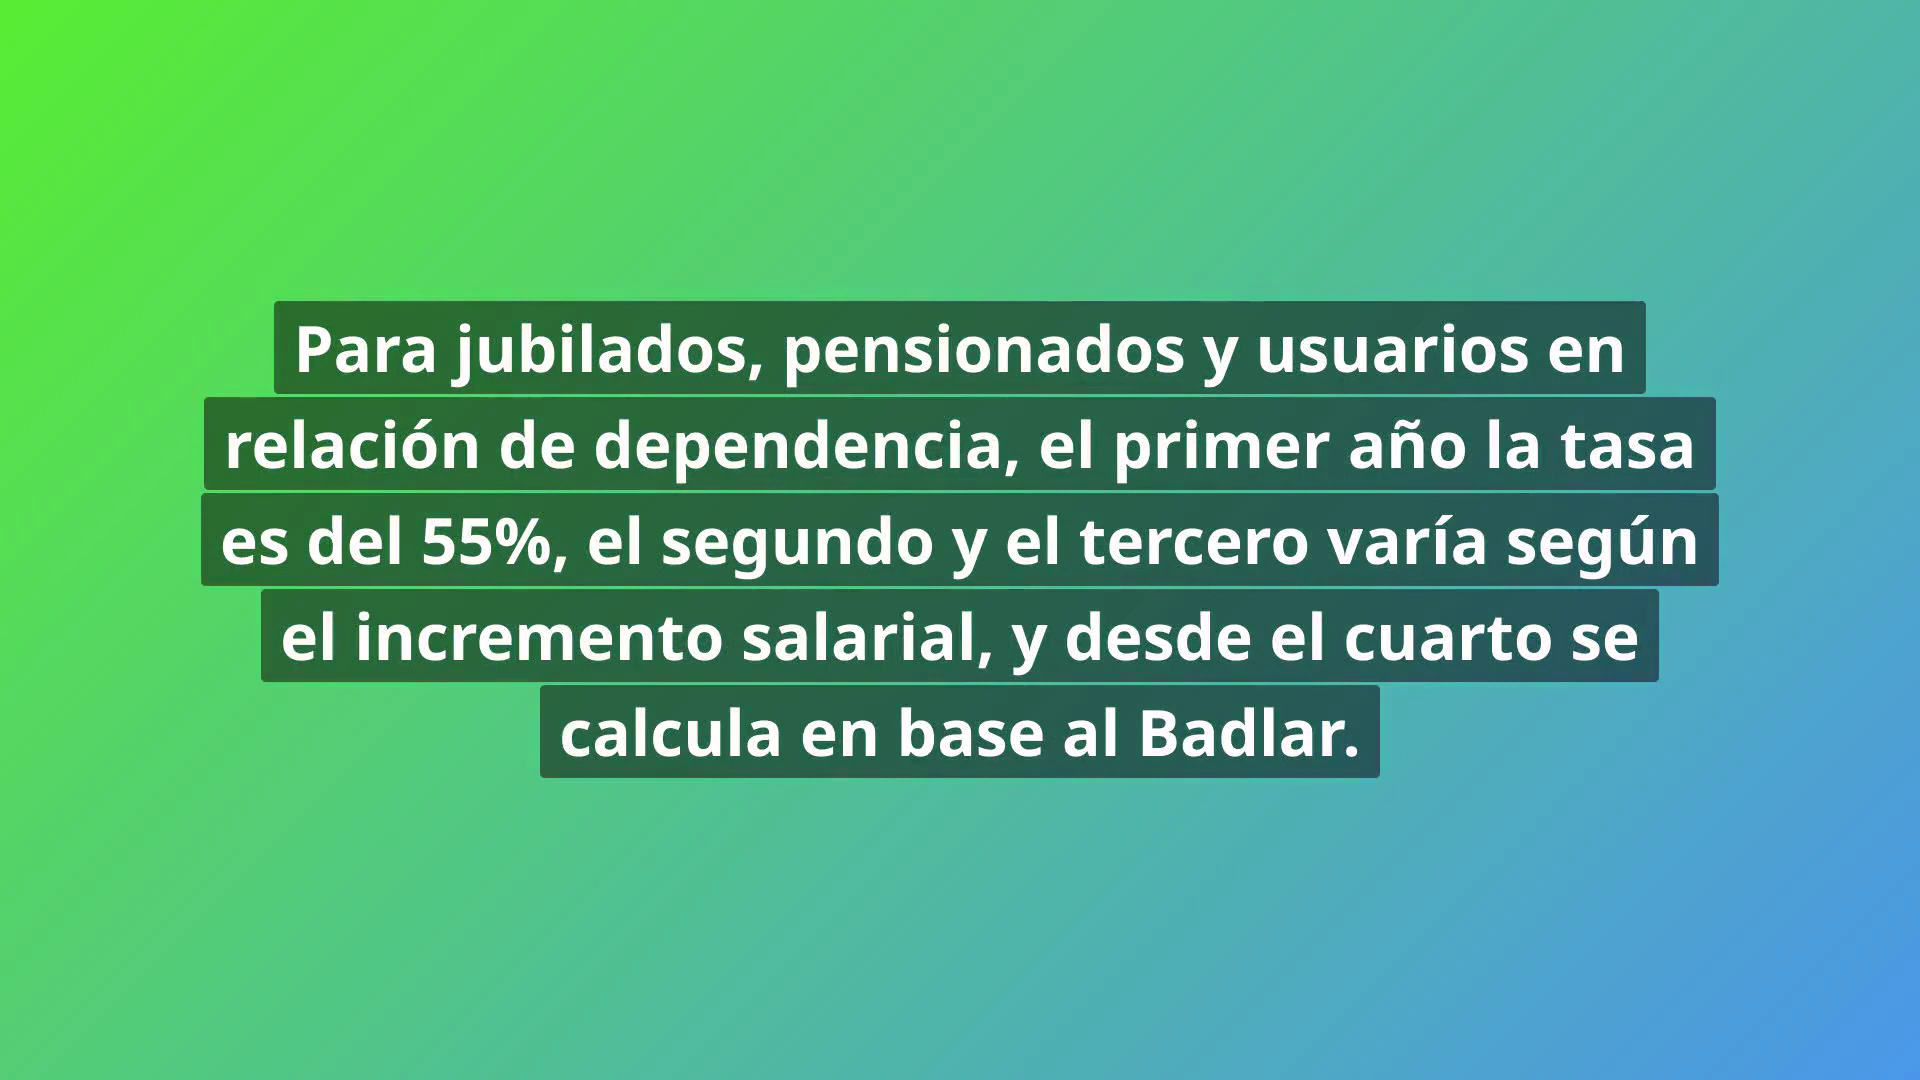 Para jubilados, pensionados y usuarios en
relación de dependencia, el primer año la tasa
es del 55%, el segundo y el tercero varía según
el incremento salarial, y desde el cuarto se
calcula en base al Badlar.